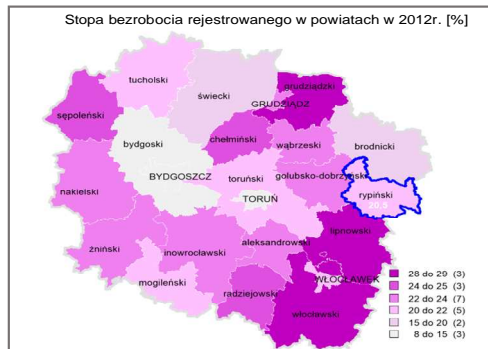 Stopa bezrobocia rejestrowanego w powiatach w 2012r. [%]
tucholski
grudziądzki
świecki
GRUDZIĄDZ
sępoleński
chełmiński
bydgoski
wąbrzeski
brodnicki
BYDGOSZCZ
toruński
golubsko-dobrzyński
nakielski
TORUŃ
rypiński
20,5
lipnowski
żniński
inowrocławski
aleksandrowski
mogileński
WŁOCŁAWEK
radziejowski
włocławski
28 do 29 (3)
24 do 25 (3)
22 do 24 (7)
20 do 22 (5)
15 do 20 (2)
8 do 15 (3)